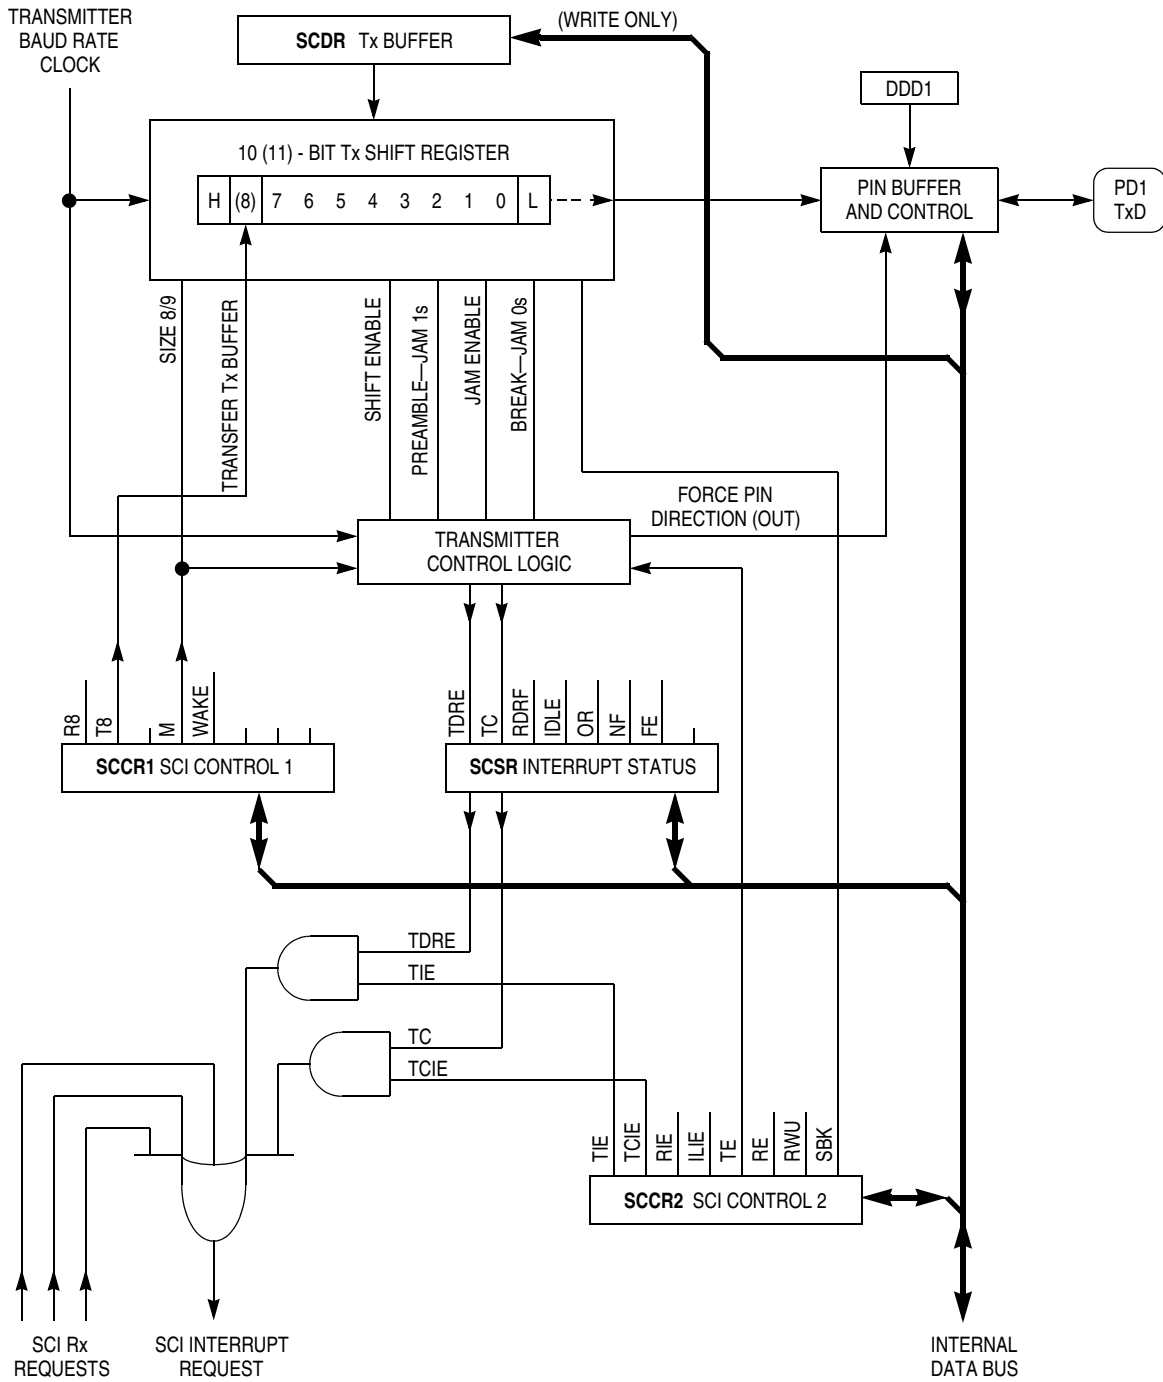 TRANSMITTER
BAUD RATE
CLOCK
SCDR Tx BUFFER
(WRITE ONLY)
DDD1
10 (11) - BIT Tx SHIFT REGISTER
H (8) 7 6 5 4 3 2 1 0 L
PIN BUFFER
AND CONTROL
PD1
TxD
SIZE 8/9
TRANSFER Tx BUFFER
SHIFT ENABLE
PREAMBLE—JAM 1s
JAM ENABLE
BREAK—JAM 0s
FORCE PIN
DIRECTION (OUT)
TRANSMITTER
CONTROL LOGIC
R8
T8
M
WAKE
TDRE
TC
RDRF
IDLE
OR
NF
FE
SCCR1 SCI CONTROL 1
SCSR INTERRUPT STATUS
TDRE
TIE
TC
TCIE
TIE
TCIE
RIE
ILIE
TE
RE
RWU
SBK
SCCR2 SCI CONTROL 2
SCI Rx
REQUESTS
SCI INTERRUPT
REQUEST
INTERNAL
DATA BUS